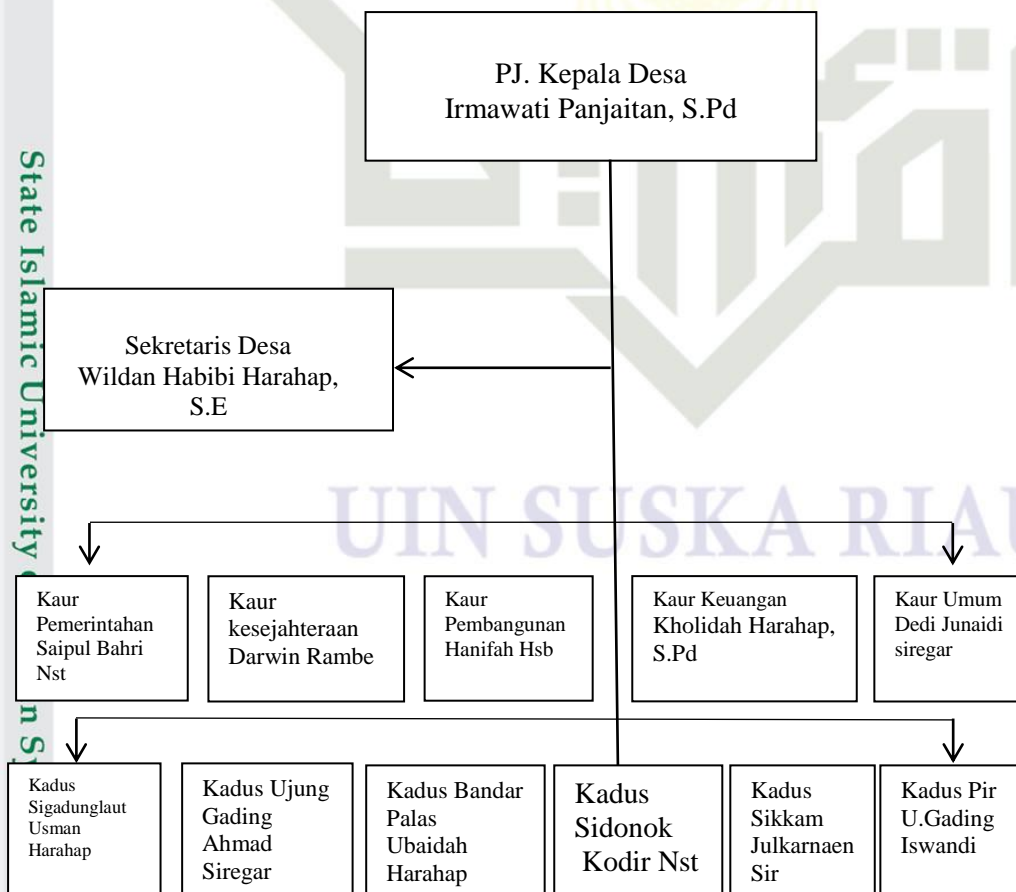 PJ. Kepala Desa
Irmawati Panjaitan, S.Pd
State Islamic University
Sekretaris Desa
Wildan Habibi Harahap,
S.E
UIN SUSKA RIAU
Kaur
Pemerintahan
Saipul Bahri
Nst
Kaur
kesejahteraan
Darwin Rambe
Kaur
Pembangunan
Hanifah Hsb
Kaur Keuangan
Kholidah Harahap,
S.Pd
Kaur Umum
Dedi Junaidi
siregar
Kadus
Sigadunglaut
Usman
Harahap
Kadus Ujung
Gading
Ahmad
Siregar
Kadus Bandar
Palas
Ubaidah
Harahap
Kadus
Sidonok
Kodir Nst
Kadus
Sikkam
Julkarnaen
Sir
Kadus Pir
U.Gading
Iswandi